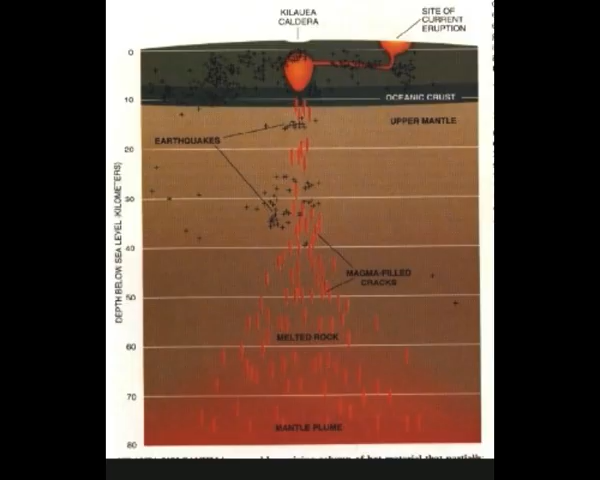 KILAUEA
CALDERA
SITE OF
CURRENT
ERUPTION
0
OCEANIC CRUST
10
UPPER MANTLE
EARTHQUAKES
20
30
40
MAGMA-FILLED
CRACKS
50
MELTED ROCK
60
70
MANTLE PLUME
80
DEPTH BELOW SEA LEVEL (KILOMETERS)